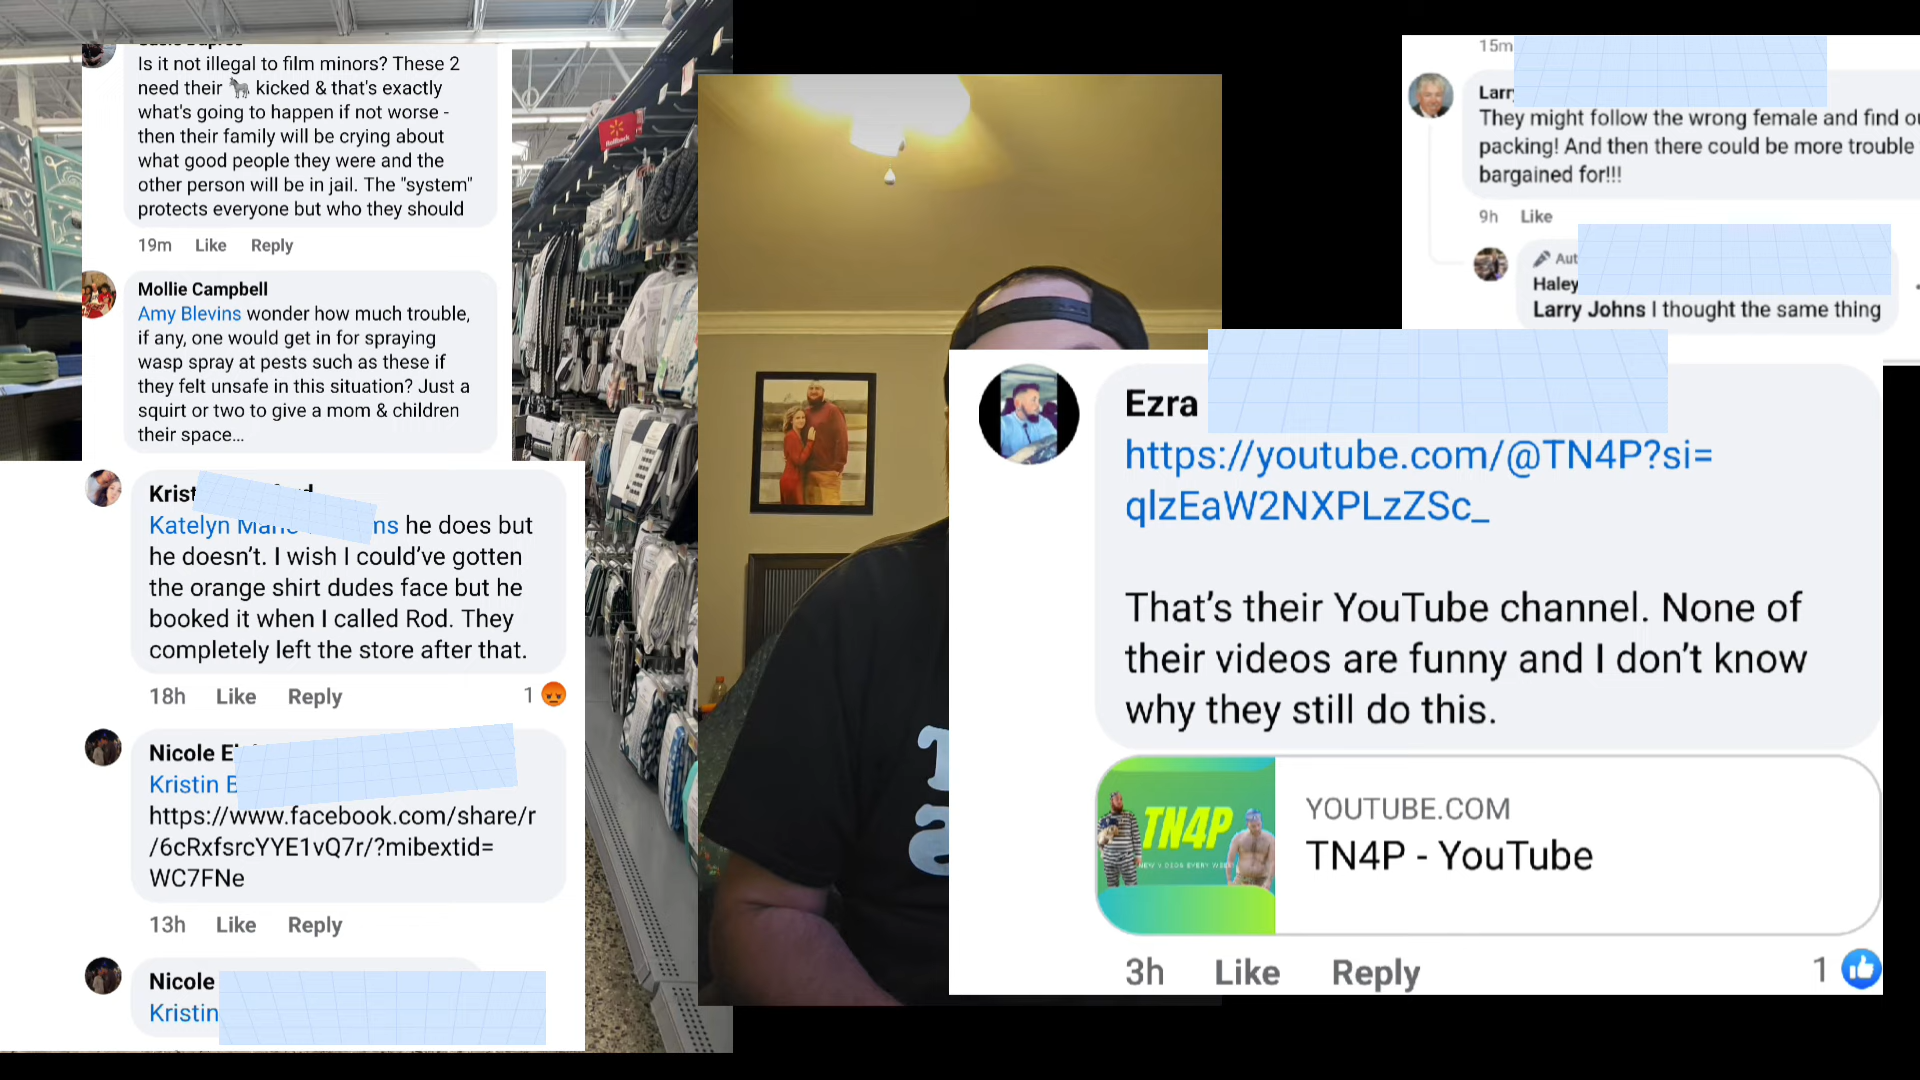 Is it not illegal to film minors? These 2
need their 🫏 kicked & that's exactly
what's going to happen if not worse -
then their family will be crying about
what good people they were and the
other person will be in jail. The "system"
protects everyone but who they should
19m Like Reply
Mollie Campbell
Amy Blevins wonder how much trouble,
if any, one would get in for spraying
wasp spray at pests such as these if
they felt unsafe in this situation? Just a
squirt or two to give a mom & children
their space...
Krist
Katelyn ns he does but
he doesn't. I wish I could've gotten
the orange shirt dudes face but he
booked it when I called Rod. They
completely left the store after that.
18h Like Reply 1
Nicole E
Kristin E
https://www.facebook.com/share/r
/6cRxfsrcYYE1vQ7r/?mibextid=
WC7FNe
13h Like Reply
Nicole
Kristin
Rollback
15m
Larr
They might follow the wrong female and find ou
packing! And then there could be more trouble
bargained for!!!
9h Like
Aut
Haley
Larry Johns I thought the same thing
Ezra
https://youtube.com/@TN4P?si=
qlzEaW2NXPLzZSc_
That's their YouTube channel. None of
their videos are funny and I don't know
why they still do this.
TN4P
NEW VIDEOS EVERY WEEK
YOUTUBE.COM
TN4P - YouTube
3h Like Reply 1